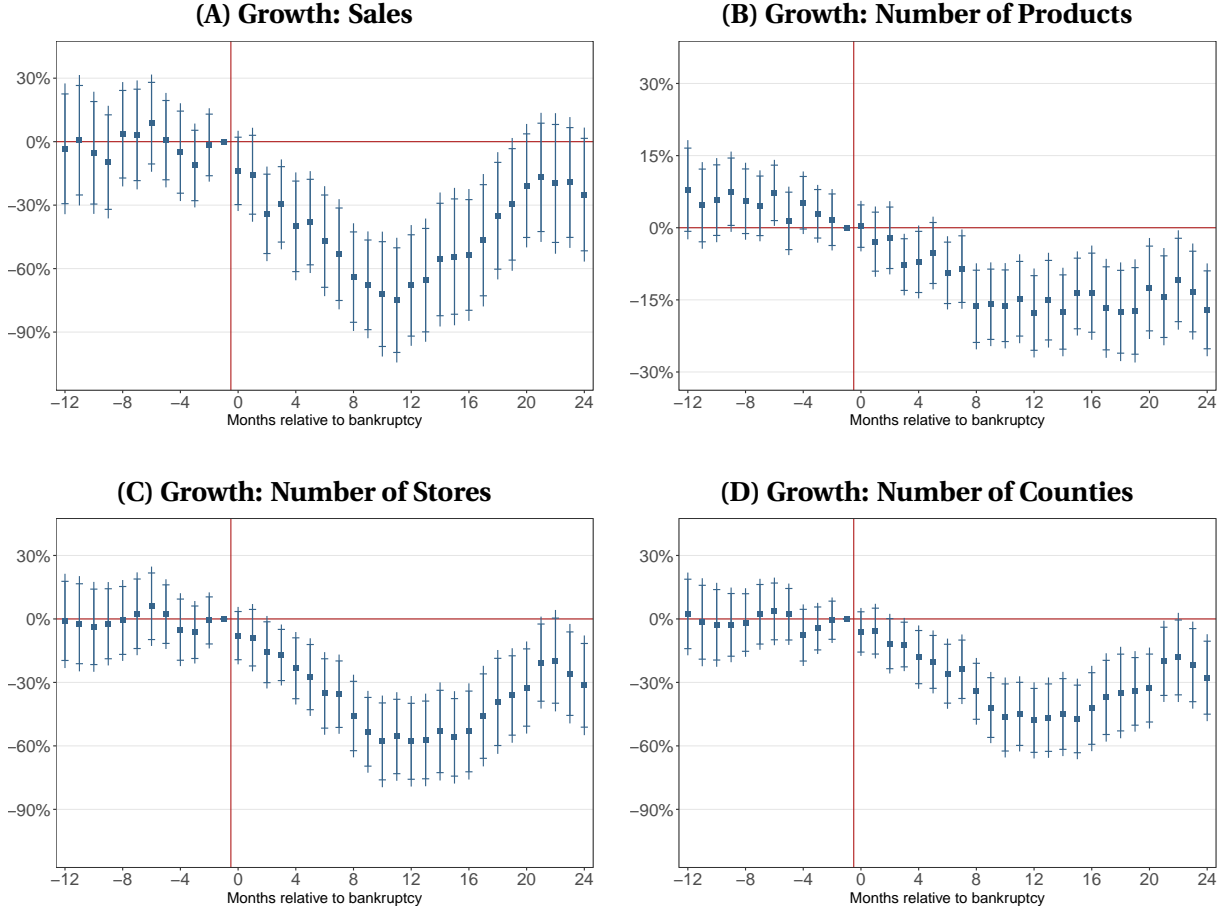 (A) Growth: Sales
30%
0%
−30%
−60%
−90%
−12 −8 −4 0 4 8 12 16 20 24
Months relative to bankruptcy
(B) Growth: Number of Products
30%
15%
0%
−15%
−30%
−12 −8 −4 0 4 8 12 16 20 24
Months relative to bankruptcy
(C) Growth: Number of Stores
30%
0%
−30%
−60%
−90%
−12 −8 −4 0 4 8 12 16 20 24
Months relative to bankruptcy
(D) Growth: Number of Counties
30%
0%
−30%
−60%
−90%
−12 −8 −4 0 4 8 12 16 20 24
Months relative to bankruptcy